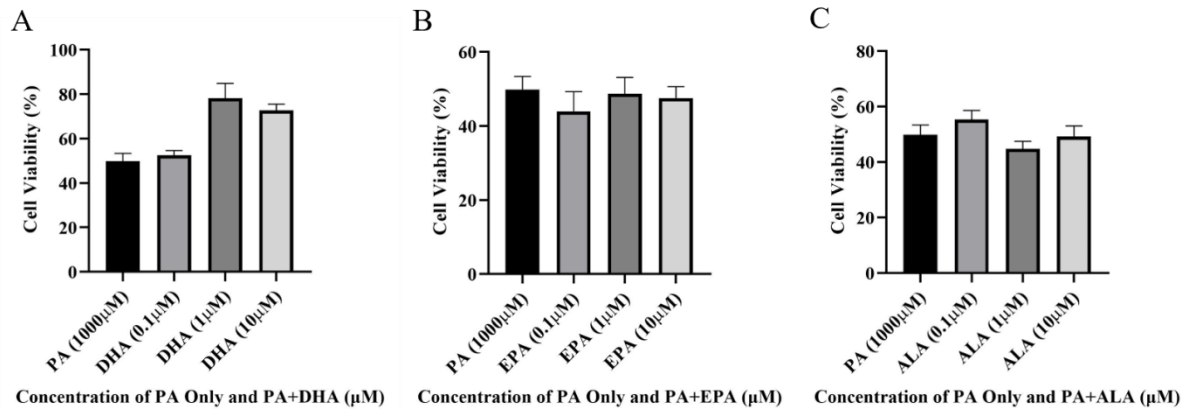 A
Cell Viability (%)
100
80
60
40
20
0
PA (1000μM)
DHA (0.1μM)
DHA (1μM)
DHA (10μM)
Concentration of PA Only and PA+DHA (μM)
B
Cell Viability (%)
60
40
20
0
PA (1000μM)
EPA (0.1μM)
EPA (1μM)
EPA (10μM)
Concentration of PA Only and PA+EPA (μM)
C
Cell Viability (%)
80
60
40
20
0
PA (1000μM)
ALA (0.1μM)
ALA (1μM)
ALA (10μM)
Concentration of PA Only and PA+ALA (μM)